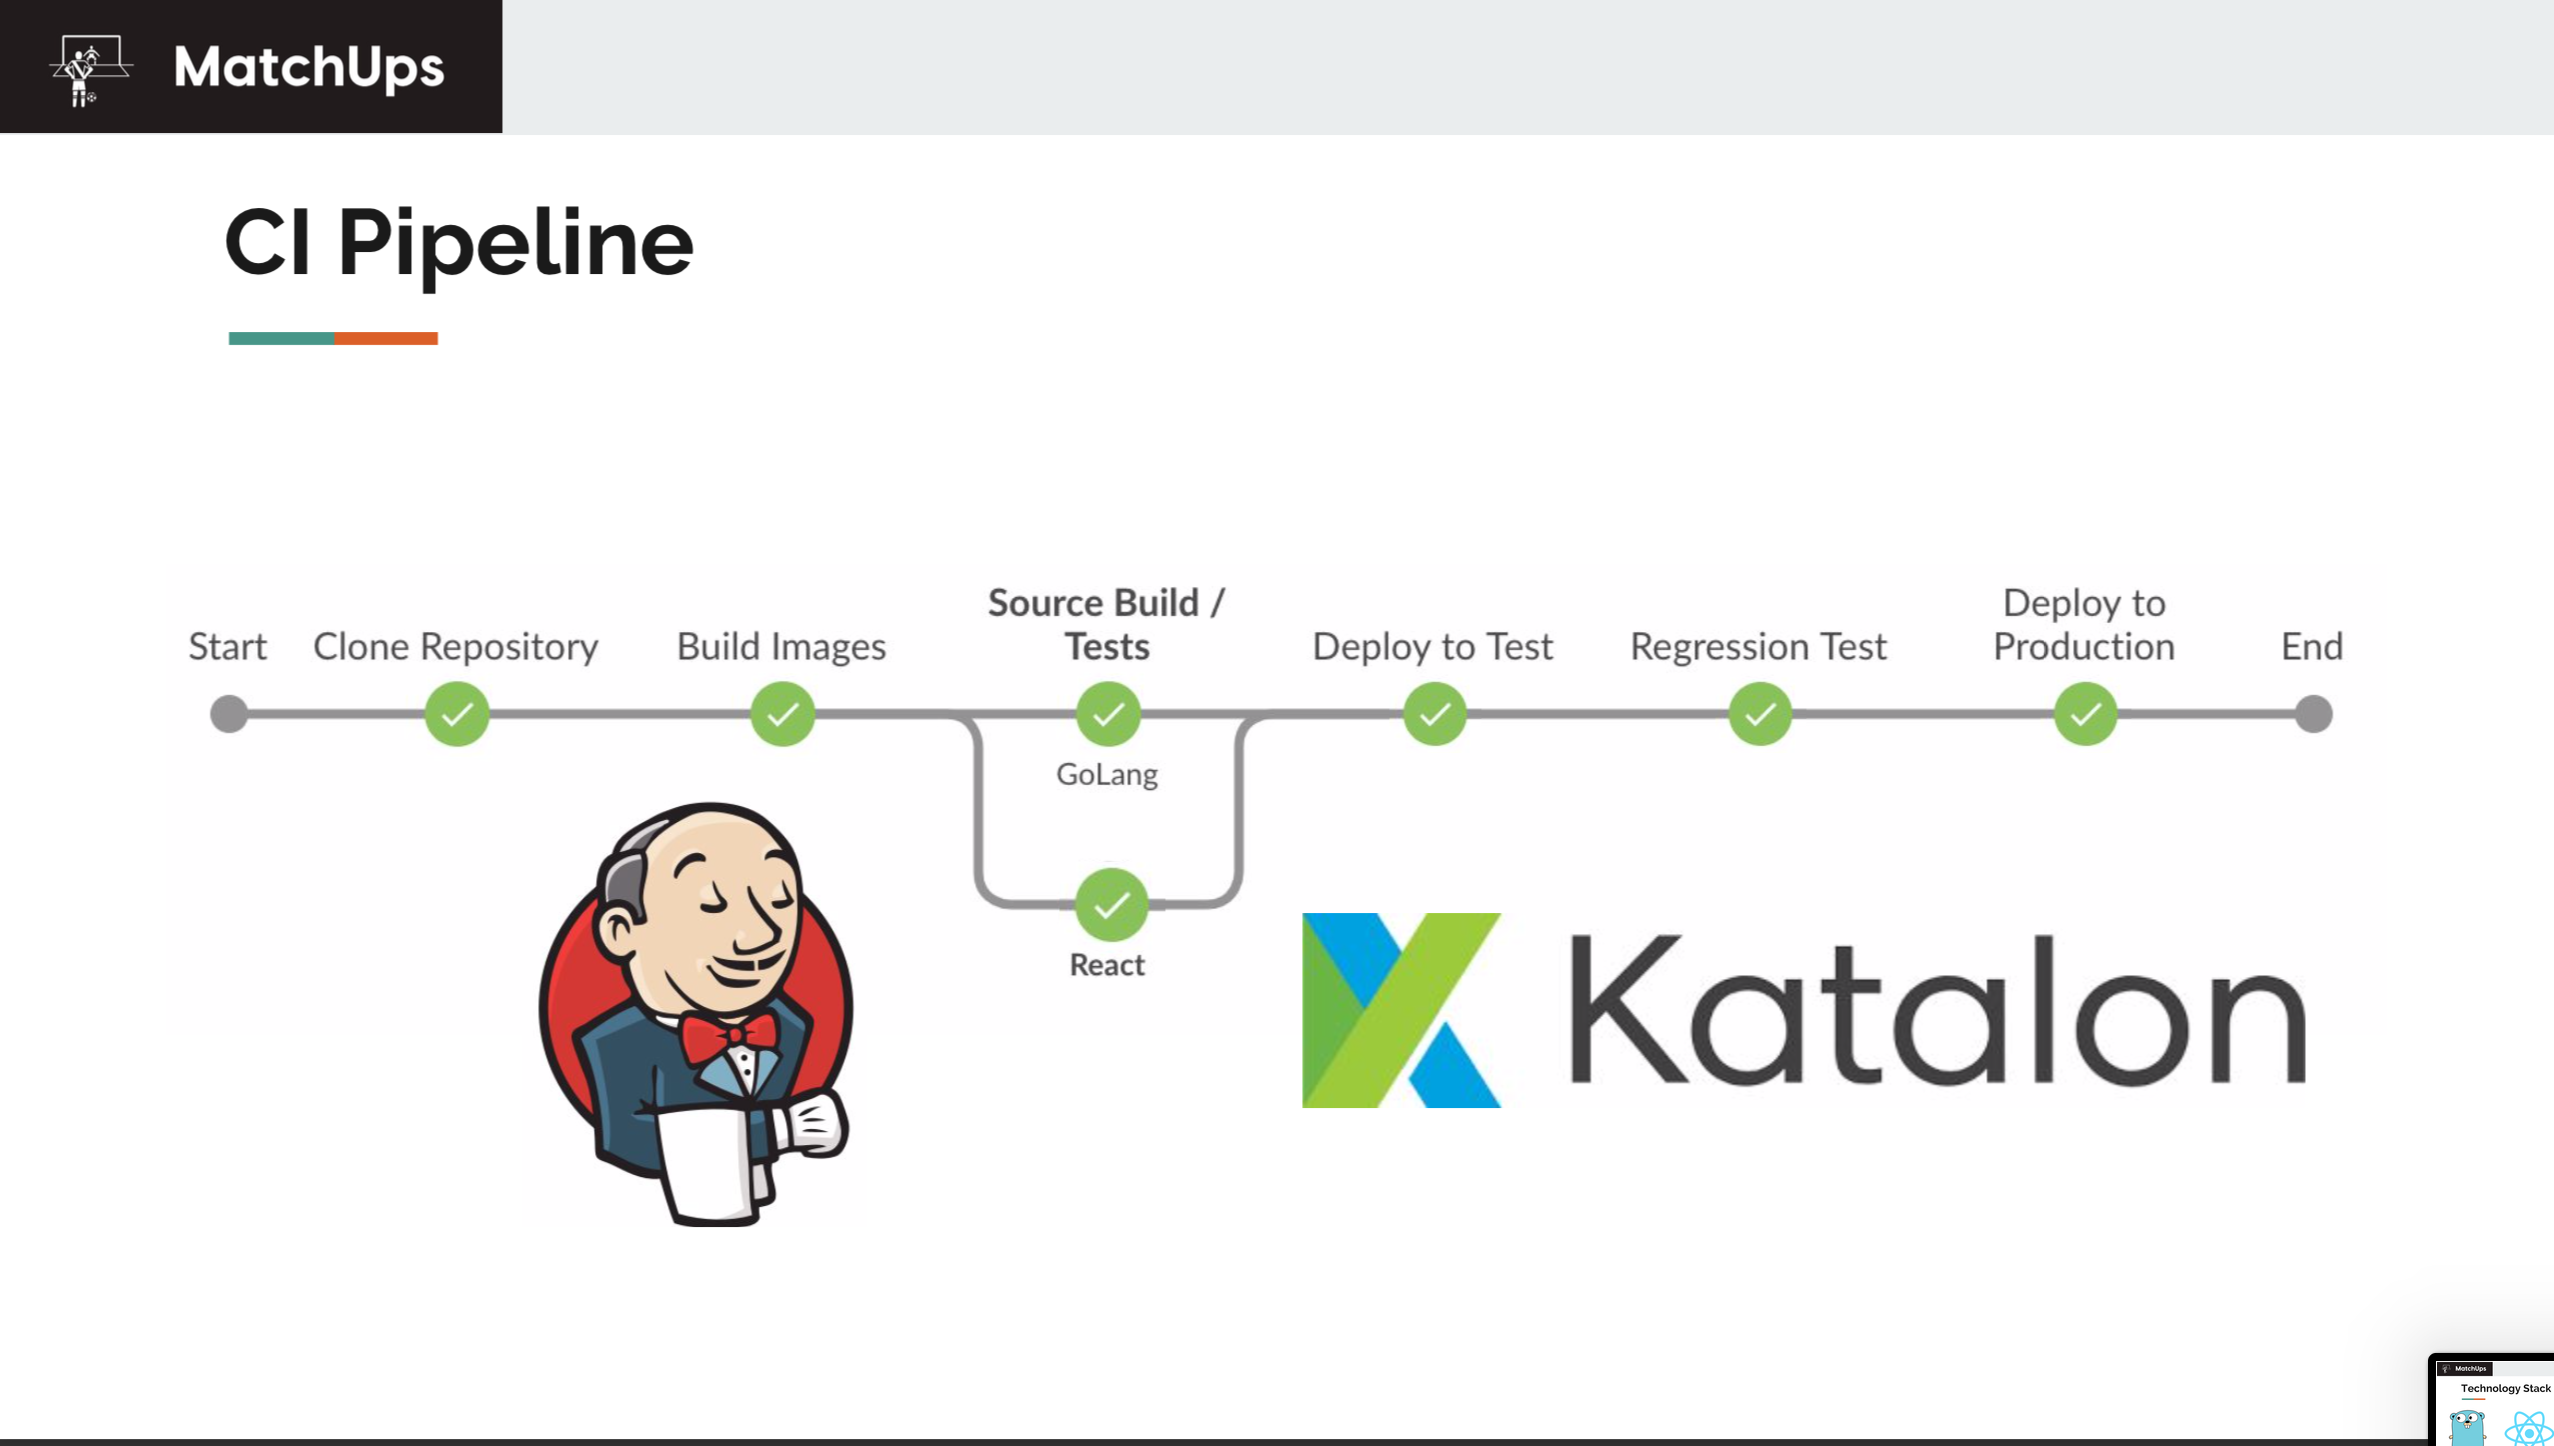 MatchUps
CI Pipeline
Start
Clone Repository
Build Images
Source Build /
Tests
Deploy to Test
Regression Test
Deploy to
Production
End
GoLang
React
Katalon
MatchUps
Technology Stack